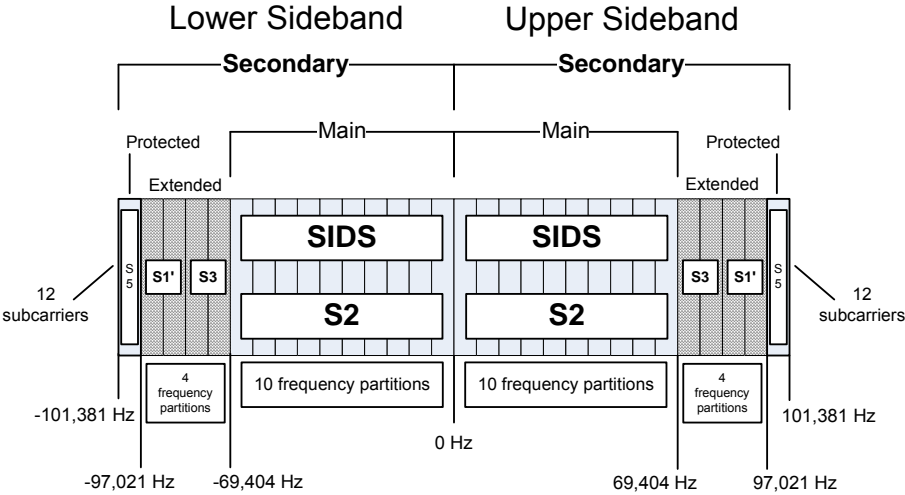 Lower Sideband Upper Sideband
Secondary Secondary
Main Main
Protected Protected
Extended Extended
SIDS SIDS
S5 S1' S3 S3 S1' S5
12 subcarriers 12 subcarriers
S2 S2
4 frequency partitions 10 frequency partitions 10 frequency partitions 4 frequency partitions
-101,381 Hz 101,381 Hz
0 Hz
-97,021 Hz -69,404 Hz 69,404 Hz 97,021 Hz